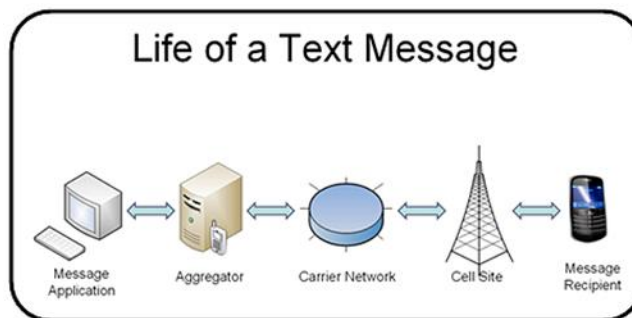 Life of a Text Message
Message
Application
Aggregator
Carrier Network
Cell Site
Message
Recipient